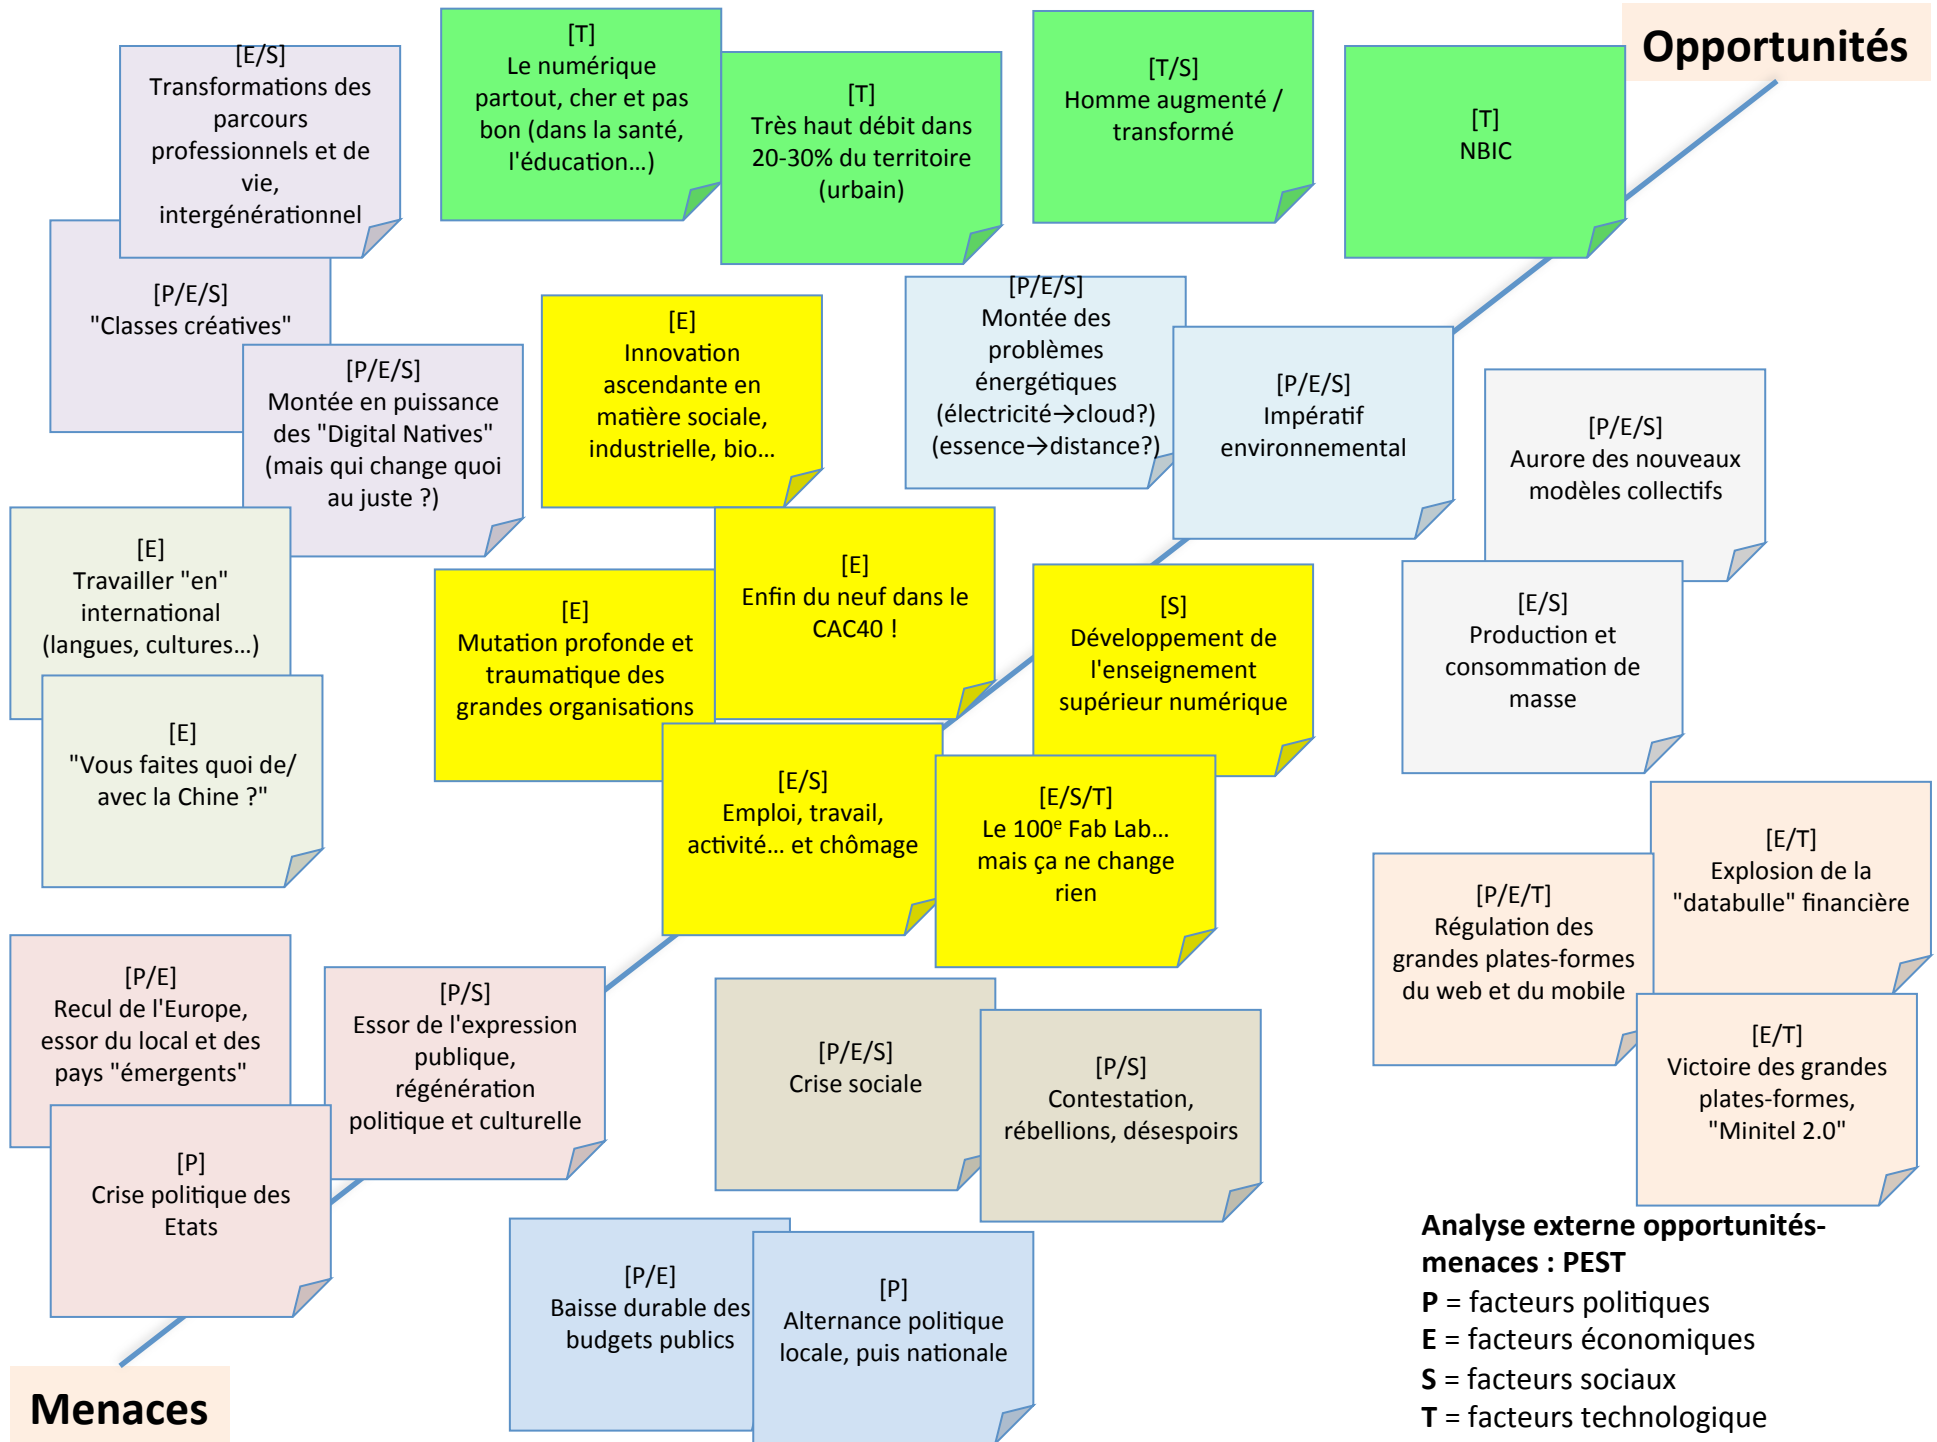 Opportunités
[E/S]
Transformations des
parcours
professionnels et de
vie,
intergénérationnel
[T]
Le numérique
partout, cher et pas
bon (dans la santé,
l'éducation…)
[T]
Très haut débit dans
20-30% du territoire
(urbain)
[T/S]
Homme augmenté /
transformé
[T]
NBIC
[P/E/S]
"Classes créatives"
[P/E/S]
Montée en puissance
des "Digital Natives"
(mais qui change quoi
au juste ?)
[E]
Innovation
ascendante en
matière sociale,
industrielle, bio…
[P/E/S]
Montée des
problèmes
énergétiques
(électricité→cloud?)
(essence→distance?)
[P/E/S]
Impératif
environnemental
[P/E/S]
Aurore des nouveaux
modèles collectifs
[E/S]
Production et
consommation de
masse
[E]
Travailler "en"
international
(langues, cultures…)
[E]
"Vous faites quoi de/
avec la Chine ?"
[E]
Mutation profonde et
traumatique des
grandes organisations
[E]
Enfin du neuf dans le
CAC40 !
[S]
Développement de
l'enseignement
supérieur numérique
[E/S]
Emploi, travail,
activité… et chômage
[E/S/T]
Le 100e Fab Lab…
mais ça ne change
rien
[E/T]
Explosion de la
"databulle" financière
[P/E/T]
Régulation des
grandes plates-formes
du web et du mobile
[E/T]
Victoire des grandes
plates-formes,
"Minitel 2.0"
[P/E]
Recul de l'Europe,
essor du local et des
pays "émergents"
[P/S]
Essor de l'expression
publique,
régénération
politique et culturelle
[P]
Crise politique des
Etats
[P/E/S]
Crise sociale
[P/S]
Contestation,
rébellions, désespoirs
[P/E]
Baisse durable des
budgets publics
[P]
Alternance politique
locale, puis nationale
Menaces
Analyse externe opportunités-
menaces : PEST
P = facteurs politiques
E = facteurs économiques
S = facteurs sociaux
T = facteurs technologique